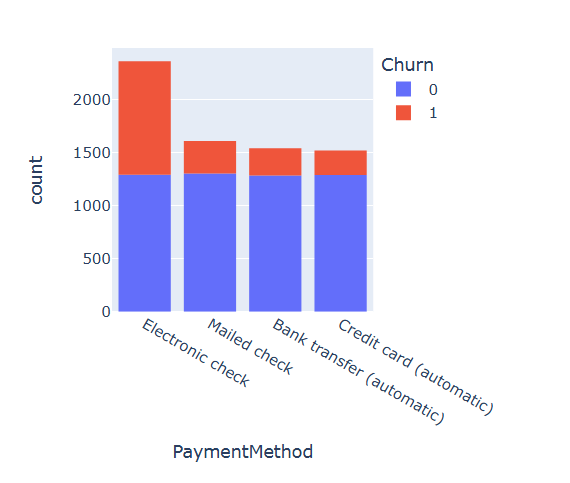 Churn
0
1
count
2000
1500
1000
500
0
Electronic check
Mailed check
Bank transfer (automatic)
Credit card (automatic)
PaymentMethod